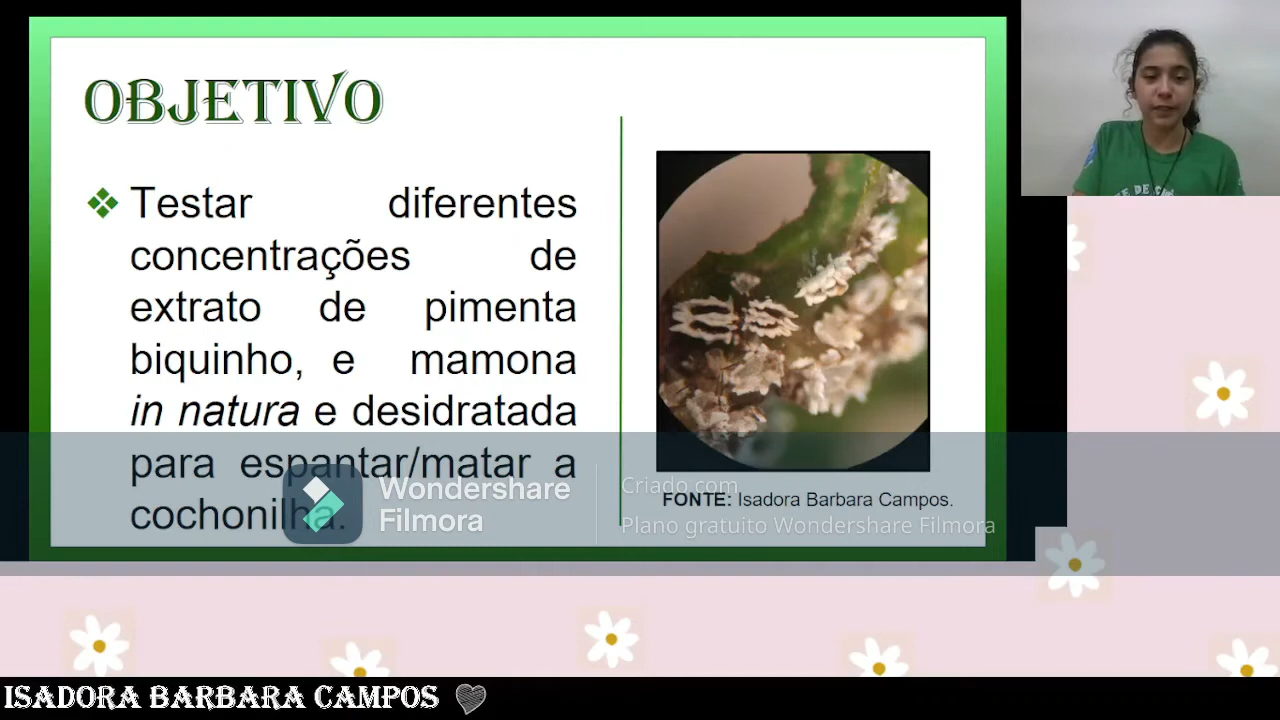 OBJETIVO
Testar diferentes
concentrações de
extrato de pimenta
biquinho, e mamona
in natura e desidratada
para espantar/matar a
cochonilha.
FONTE: Isadora Barbara Campos.
Wondershare
Filmora
Criado com
Plano gratuito Wondershare Filmora
ISADORA BARBARA CAMPOS